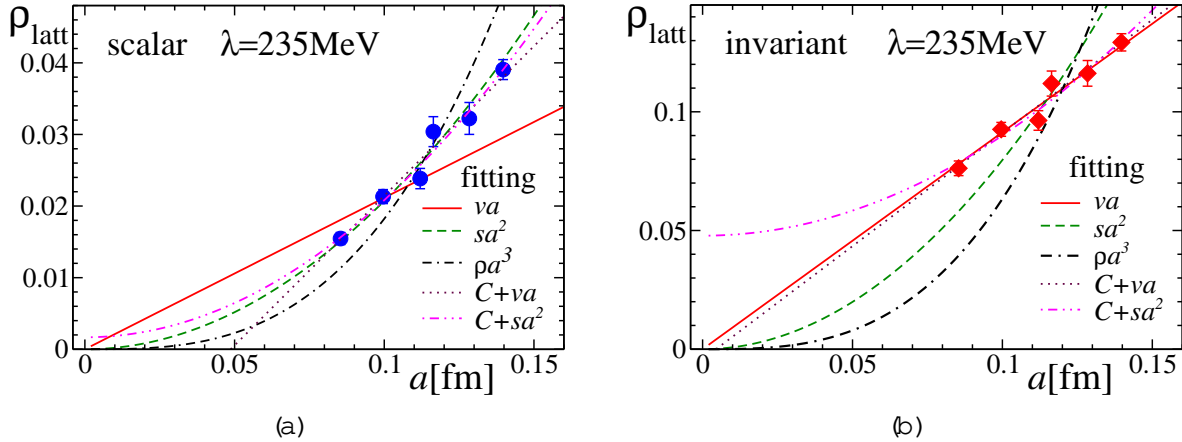 ρlatt
scalar λ=235MeV
0.04
0.03
0.02
0.01
0
fitting
va
sa²
ρa³
C+va
C+sa²
0 0.05 0.10 0.15
a[fm]
(a)
ρlatt
invariant λ=235MeV
0.1
0.05
0
fitting
va
sa²
ρa³
C+va
C+sa²
0 0.05 0.10 0.15
a[fm]
(b)